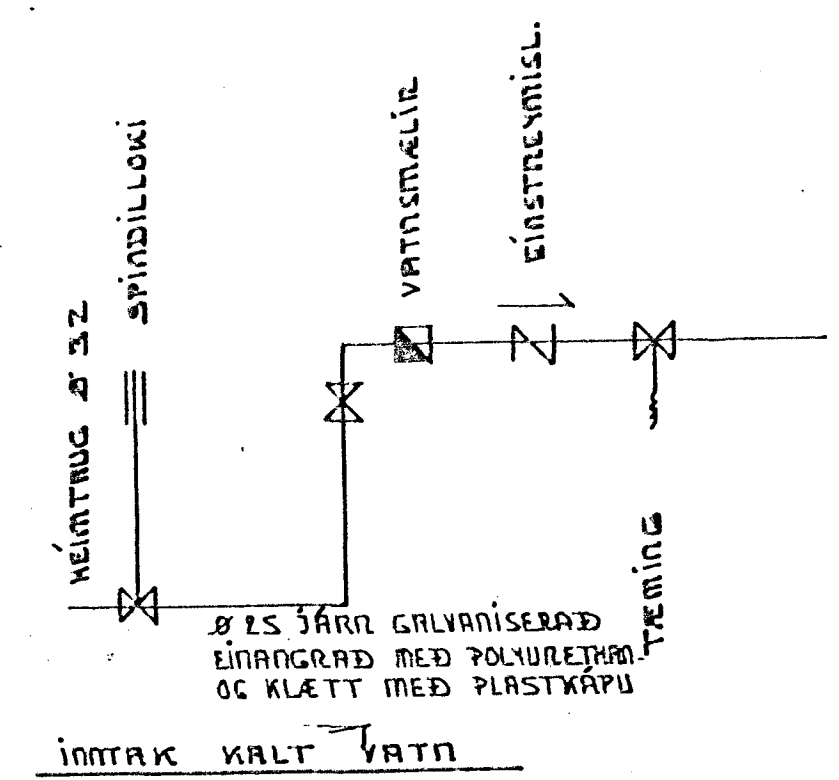 HEIMTAUG Ø 32
SPINDILLOKI
VATNSMÆLIR
EINSTREYMISL.
TÆMING
Ø 25 JÁRN GALVANISERAÐ
EINANGRAÐ MEÐ POLYURETHAN
OG KLÆTT MEÐ PLASTKÁPU
INNTAK KALT VATN